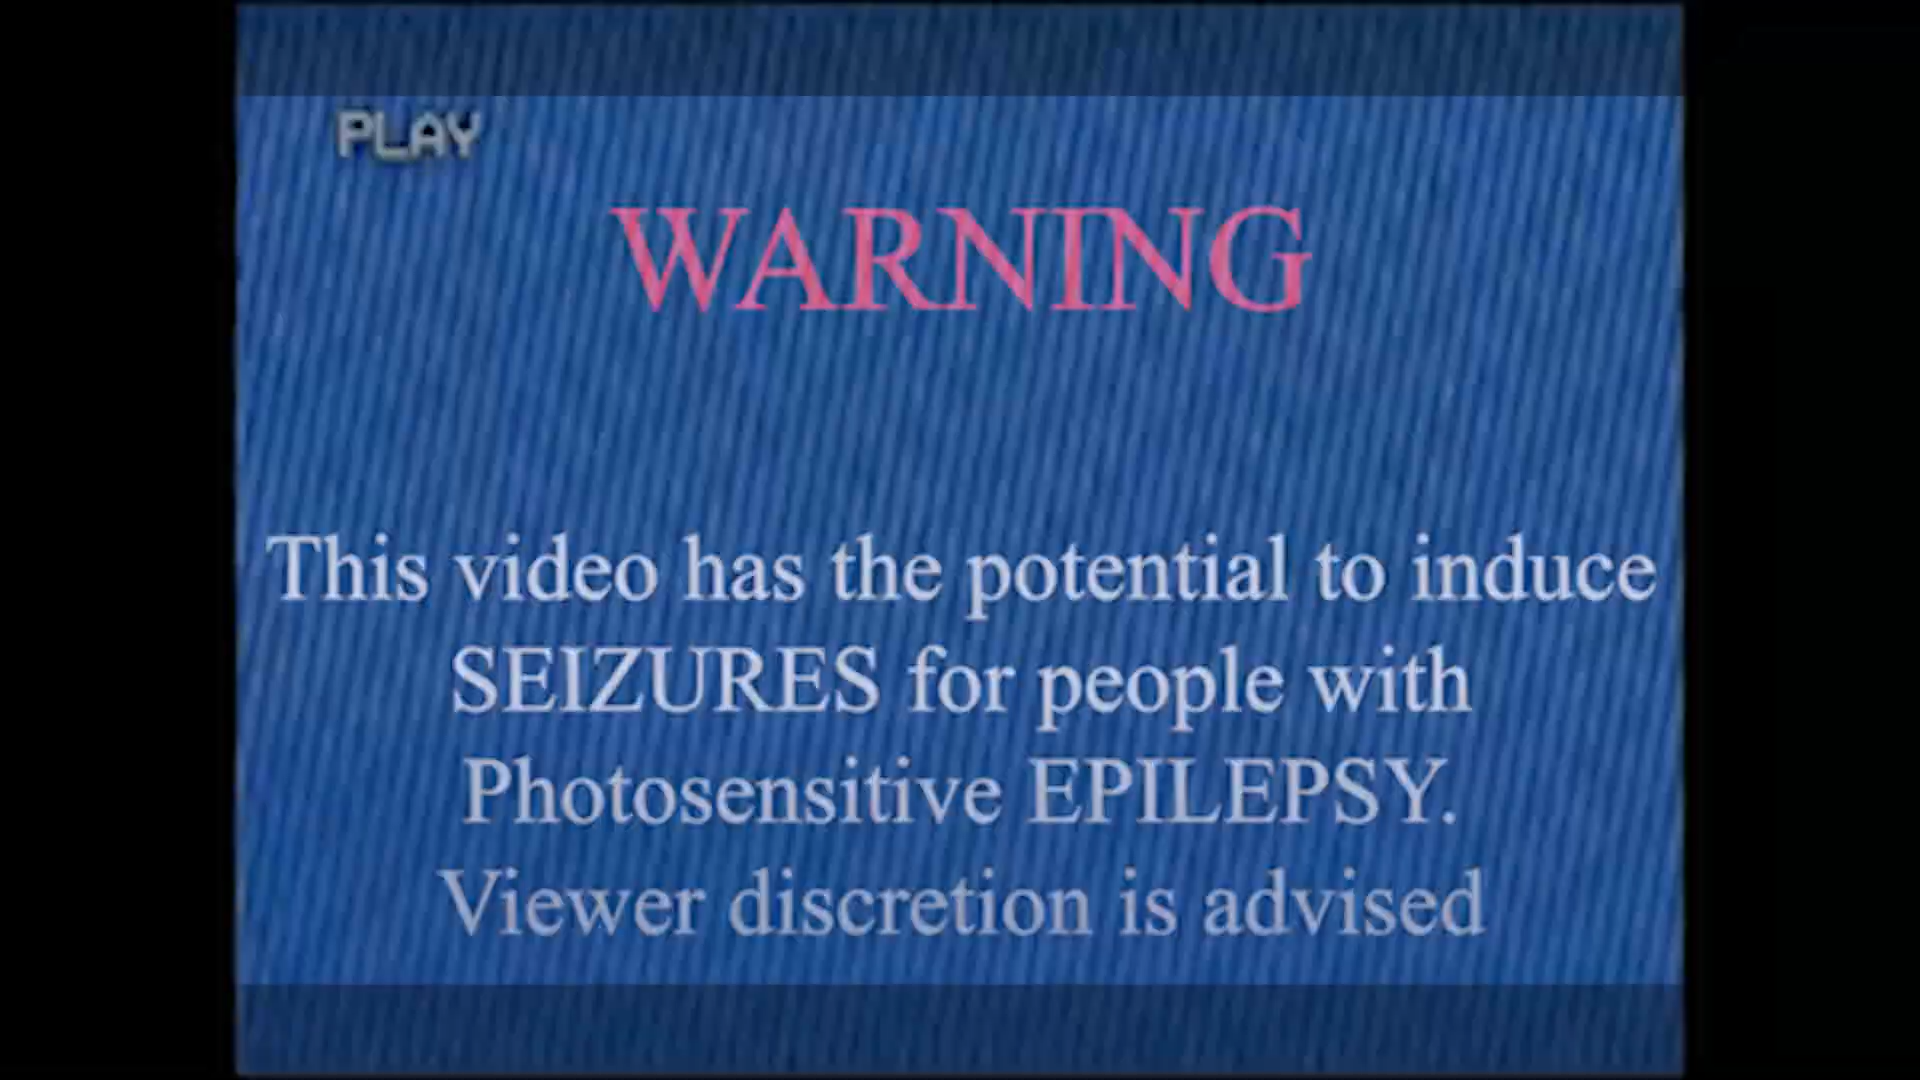 PLAY
WARNING
This video has the potential to induce
SEIZURES for people with
Photosensitive EPILEPSY.
Viewer discretion is advised